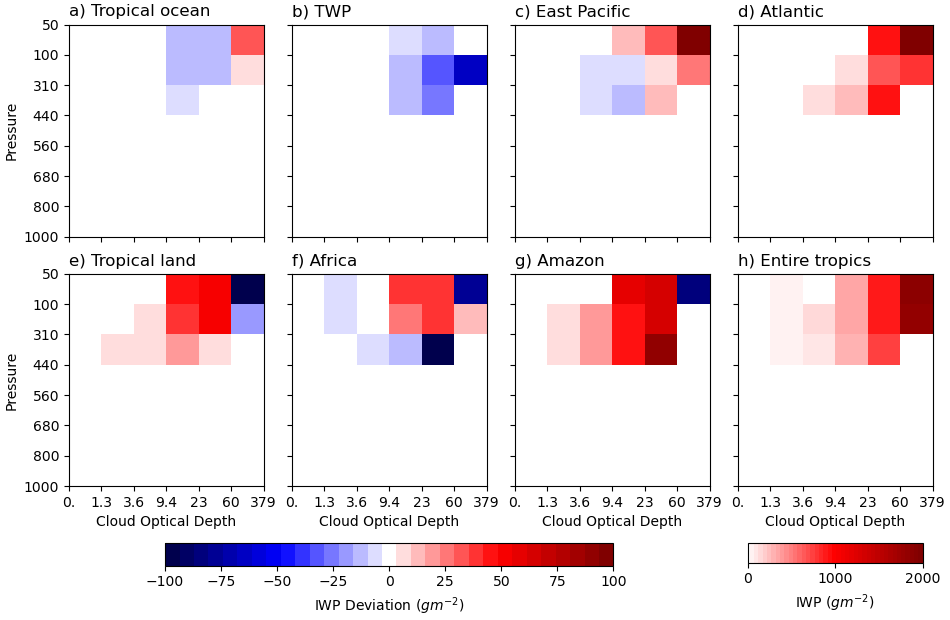 a) Tropical ocean
b) TWP
c) East Pacific
d) Atlantic
50
100
310
440
560
680
800
1000
Pressure
e) Tropical land
f) Africa
g) Amazon
h) Entire tropics
50
100
310
440
560
680
800
1000
Pressure
0. 1.3 3.6 9.4 23 60 379
0. 1.3 3.6 9.4 23 60 379
0. 1.3 3.6 9.4 23 60 379
0. 1.3 3.6 9.4 23 60 379
Cloud Optical Depth
Cloud Optical Depth
Cloud Optical Depth
Cloud Optical Depth
−100 −75 −50 −25 0 25 50 75 100
IWP Deviation (gm⁻²)
0 1000 2000
IWP (gm⁻²)